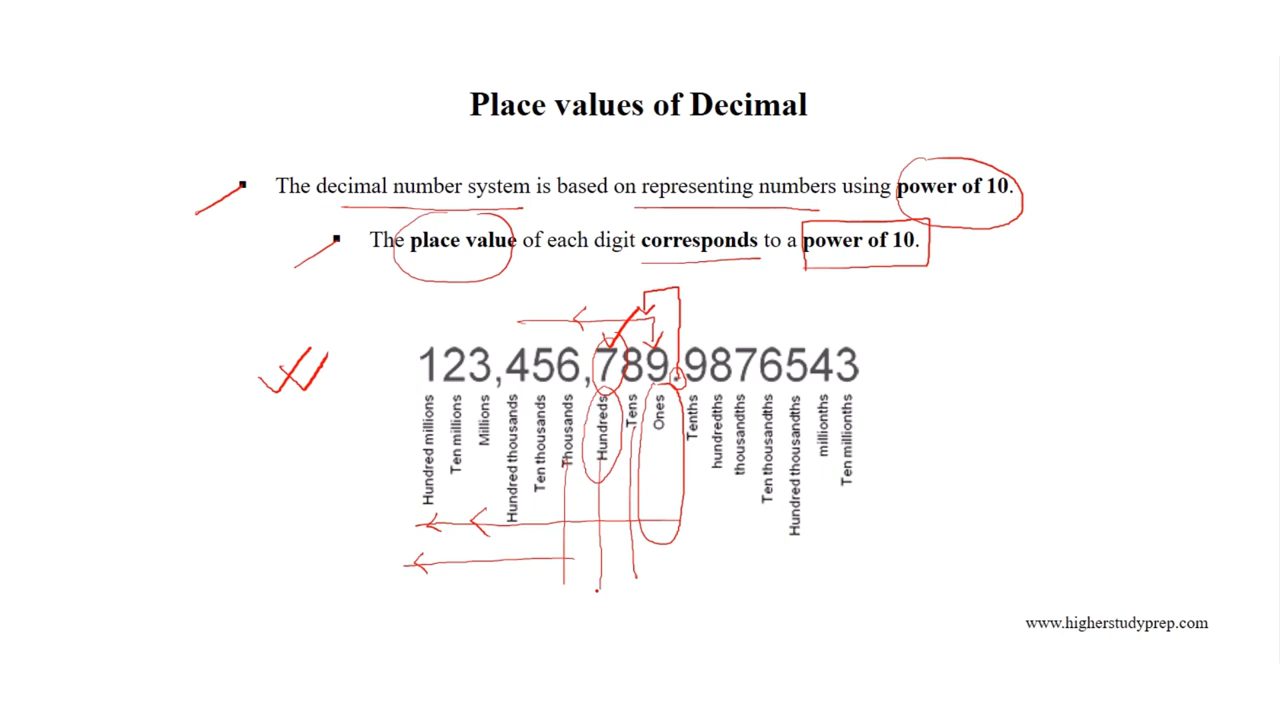 Place values of Decimal
The decimal number system is based on representing numbers using power of 10.
The place value of each digit corresponds to a power of 10.
123,456,789.9876543
Hundred millions
Ten millions
Millions
Hundred thousands
Ten thousands
Thousands
Hundreds
Tens
Ones
Tenths
hundredths
thousandths
Ten thousandths
Hundred thousandths
millionths
Ten millionths
www.higherstudyprep.com